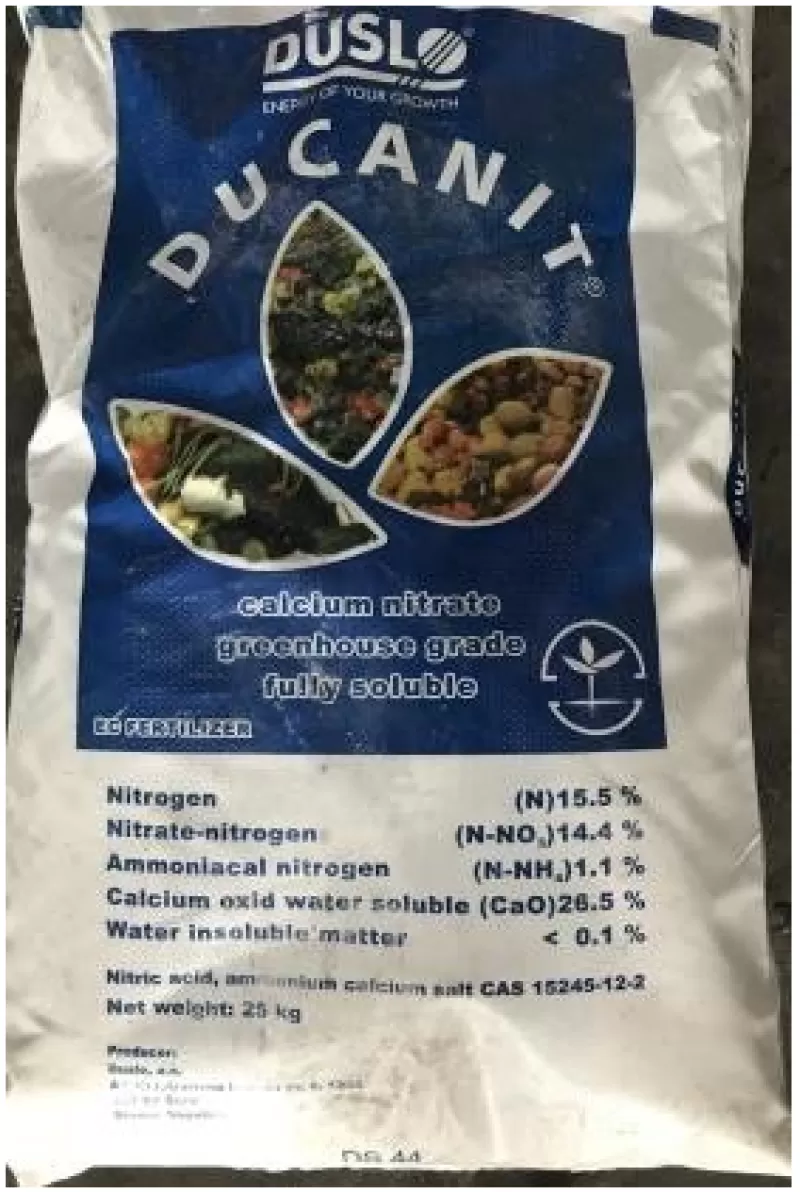 DUSLO®
ENERGY OF YOUR GROWTH
DUCANIT®
calcium nitrate
greenhouse grade
fully soluble
EC FERTILIZER
Nitrogen (N)15.5 %
Nitrate-nitrogen (N-NO₃)14.4 %
Ammoniacal nitrogen (N-NH₄)1.1 %
Calcium oxid water soluble (CaO)26.5 %
Water insoluble matter < 0.1 %
Nitric acid, ammonium calcium salt CAS 15245-12-2
Net weight: 25 kg
Producer:
Duslo, a.s.